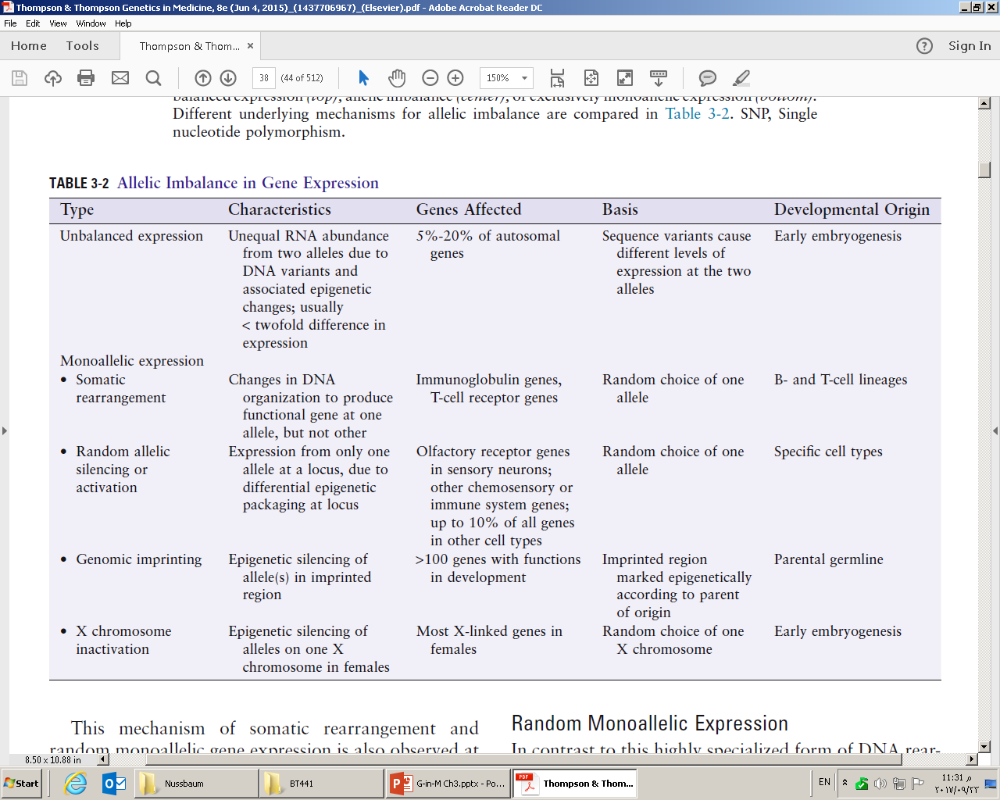 Thompson & Thompson Genetics in Medicine, 8e (Jun 4, 2015)_(1437706967)_(Elsevier).pdf - Adobe Acrobat Reader DC
File Edit View Window Help
Home Tools Thompson & Thom... × Sign In
38 (44 of 512) 150%
balanced expression (top), allelic imbalance (center), or exclusively monoallelic expression (bottom).
Different underlying mechanisms for allelic imbalance are compared in Table 3-2. SNP, Single
nucleotide polymorphism.
TABLE 3-2 Allelic Imbalance in Gene Expression
Type Characteristics Genes Affected Basis Developmental Origin
Unbalanced expression Unequal RNA abundance 5%-20% of autosomal Sequence variants cause Early embryogenesis
from two alleles due to genes different levels of
DNA variants and expression at the two
associated epigenetic alleles
changes; usually
< twofold difference in
expression
Monoallelic expression
• Somatic Changes in DNA Immunoglobulin genes, Random choice of one B- and T-cell lineages
rearrangement organization to produce T-cell receptor genes allele
functional gene at one
allele, but not other
• Random allelic Expression from only one Olfactory receptor genes Random choice of one Specific cell types
silencing or allele at a locus, due to in sensory neurons; allele
activation differential epigenetic other chemosensory or
packaging at locus immune system genes;
up to 10% of all genes
in other cell types
• Genomic imprinting Epigenetic silencing of >100 genes with functions Imprinted region Parental germline
allele(s) in imprinted in development marked epigenetically
region according to parent
of origin
• X chromosome Epigenetic silencing of Most X-linked genes in Random choice of one Early embryogenesis
inactivation alleles on one X females X chromosome
chromosome in females
This mechanism of somatic rearrangement and
random monoallelic gene expression is also observed at
Random Monoallelic Expression
In contrast to this highly specialized form of DNA rear-
8.50 x 10.88 in
Start Nussbaum BT441 G-in-M Ch3.pptx - Po... PDF Thompson & Thom... EN 11:31 م
٢٠١٧/٠٩/٢٣